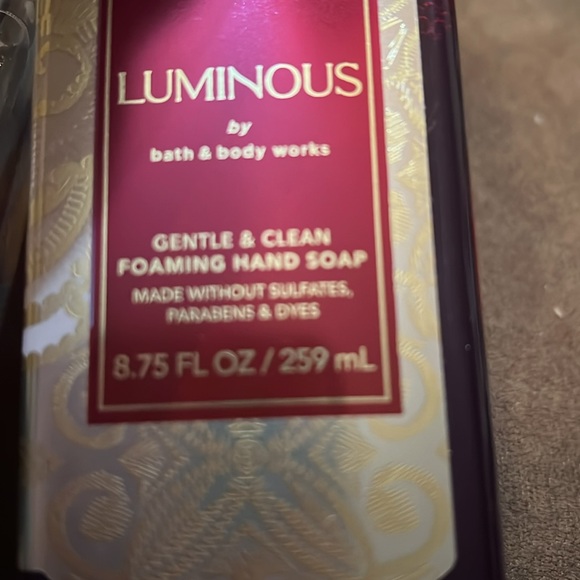 LUMINOUS
by
bath & body works
GENTLE & CLEAN
FOAMING HAND SOAP
MADE WITHOUT SULFATES,
PARABENS & DYES
8.75 FL OZ / 259 mL